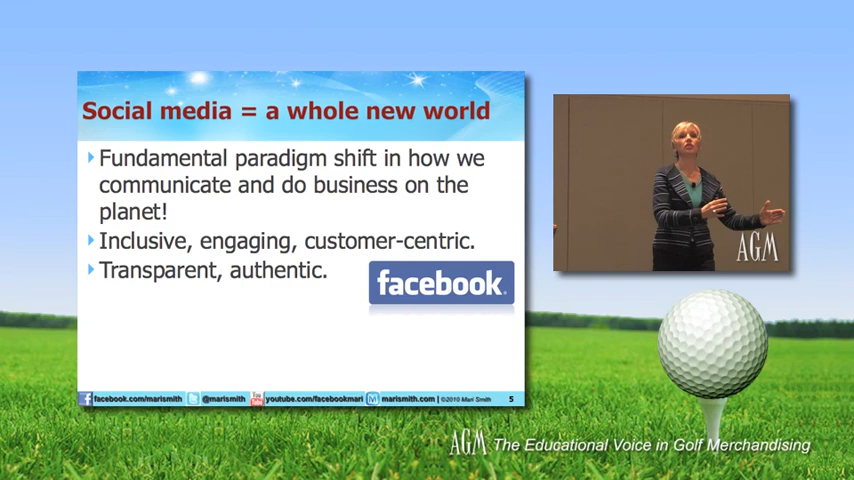 Social media = a whole new world
Fundamental paradigm shift in how we
communicate and do business on the
planet!
Inclusive, engaging, customer-centric.
Transparent, authentic.
facebook.
f facebook.com/marismith @marismith You Tube youtube.com/facebookmari marismith.com | ©2010 Mari Smith 5
AGM
AGM The Educational Voice in Golf Merchandising